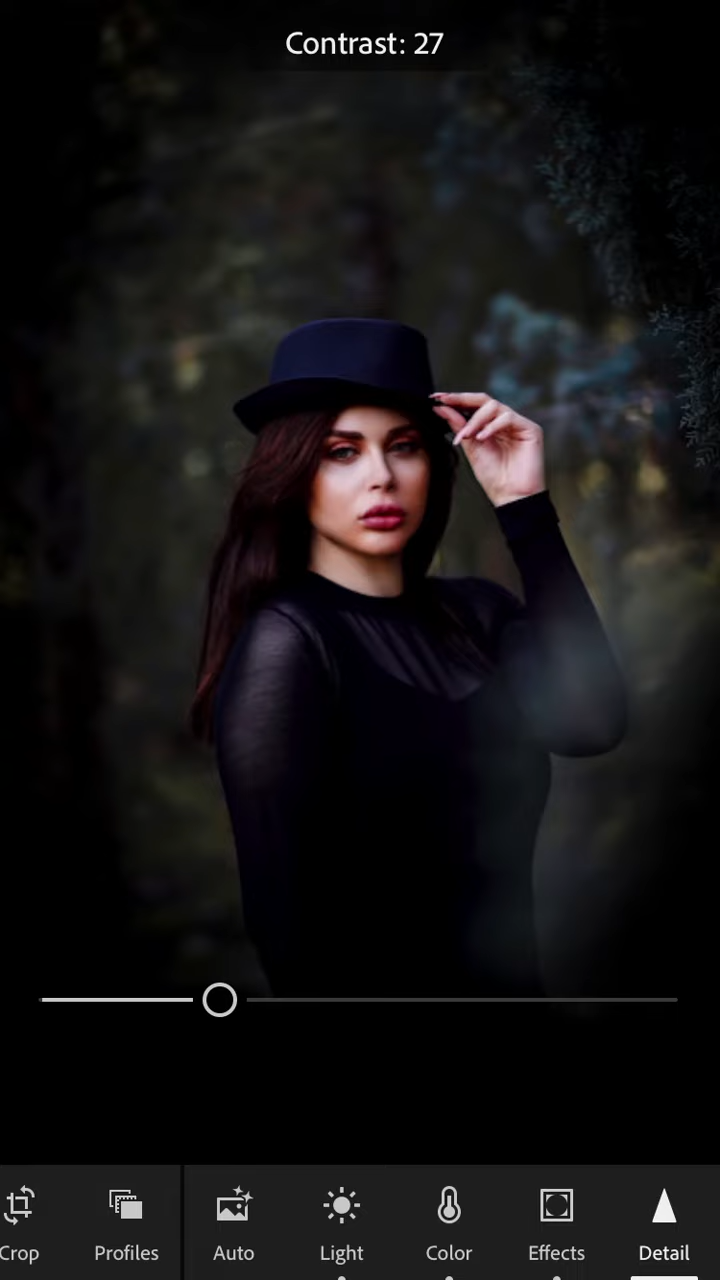 Contrast: 27
Crop
Profiles
Auto
Light
Color
Effects
Detail